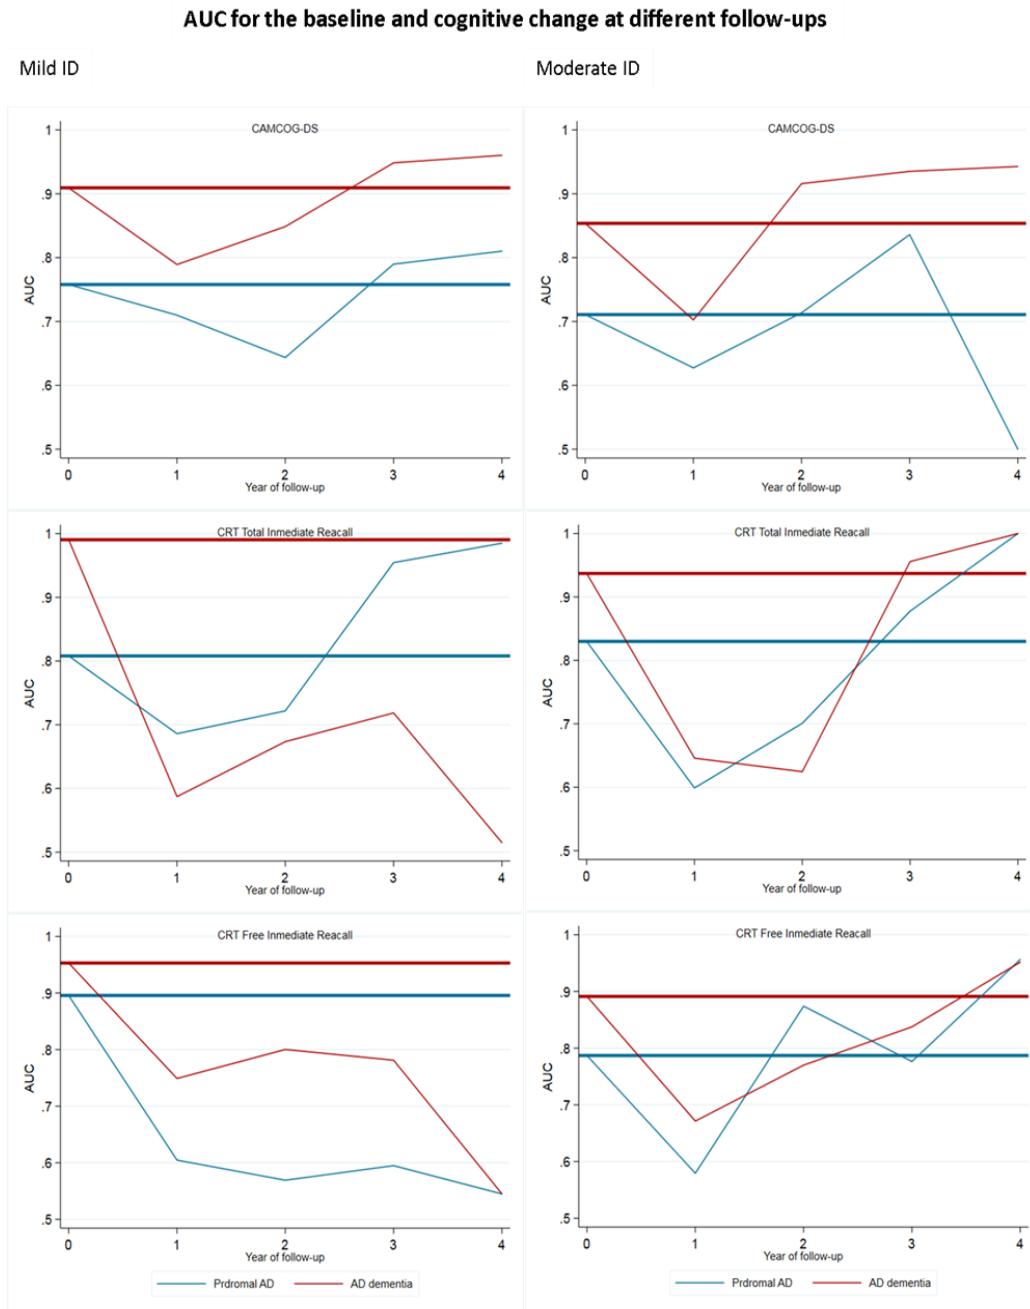 AUC for the baseline and cognitive change at different follow-ups
Mild ID
Moderate ID
CAMCOG-DS
1
.9
.8
.7
.6
.5
AUC
0 1 2 3 4
Year of follow-up
CAMCOG-DS
1
.9
.8
.7
.6
.5
AUC
0 1 2 3 4
Year of follow-up
CRT Total Inmediate Reacall
1
.9
.8
.7
.6
.5
AUC
0 1 2 3 4
Year of follow-up
CRT Total Inmediate Reacall
1
.9
.8
.7
.6
.5
AUC
0 1 2 3 4
Year of follow-up
CRT Free Inmediate Reacall
1
.9
.8
.7
.6
.5
AUC
0 1 2 3 4
Year of follow-up
Prdromal AD AD dementia
CRT Free Inmediate Reacall
1
.9
.8
.7
.6
.5
AUC
0 1 2 3 4
Year of follow-up
Prdromal AD AD dementia